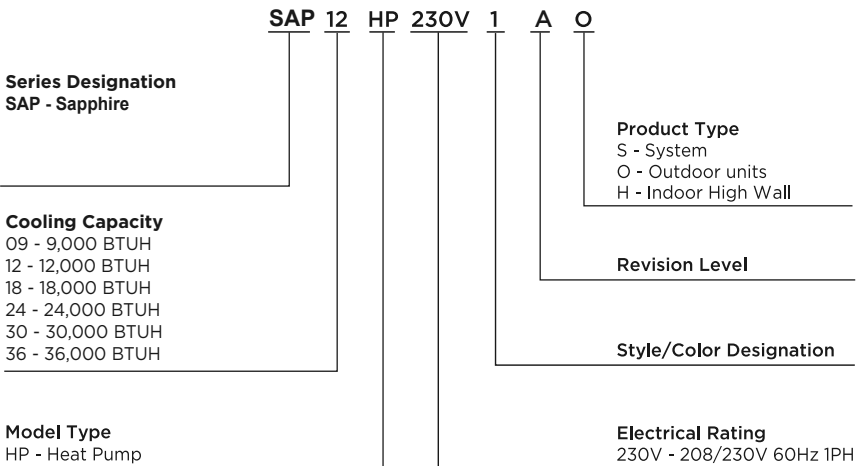 SAP 12 HP 230V 1 A O
Series Designation
SAP - Sapphire
Product Type
S - System
O - Outdoor units
H - Indoor High Wall
Cooling Capacity
09 - 9,000 BTUH
12 - 12,000 BTUH
18 - 18,000 BTUH
24 - 24,000 BTUH
30 - 30,000 BTUH
36 - 36,000 BTUH
Revision Level
Style/Color Designation
Model Type
HP - Heat Pump
Electrical Rating
230V - 208/230V 60Hz 1PH